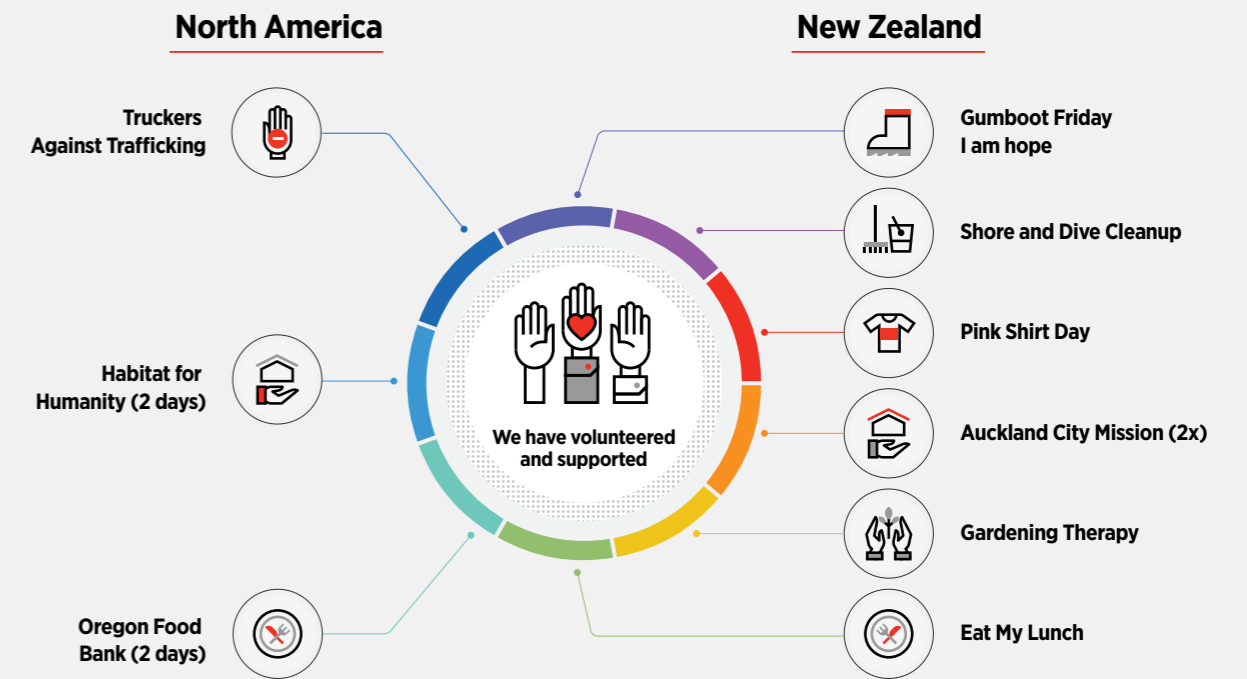 North America
Truckers
Against Trafficking
Habitat for
Humanity (2 days)
Oregon Food
Bank (2 days)
We have volunteered
and supported
New Zealand
Gumboot Friday
I am hope
Shore and Dive Cleanup
Pink Shirt Day
Auckland City Mission (2x)
Gardening Therapy
Eat My Lunch